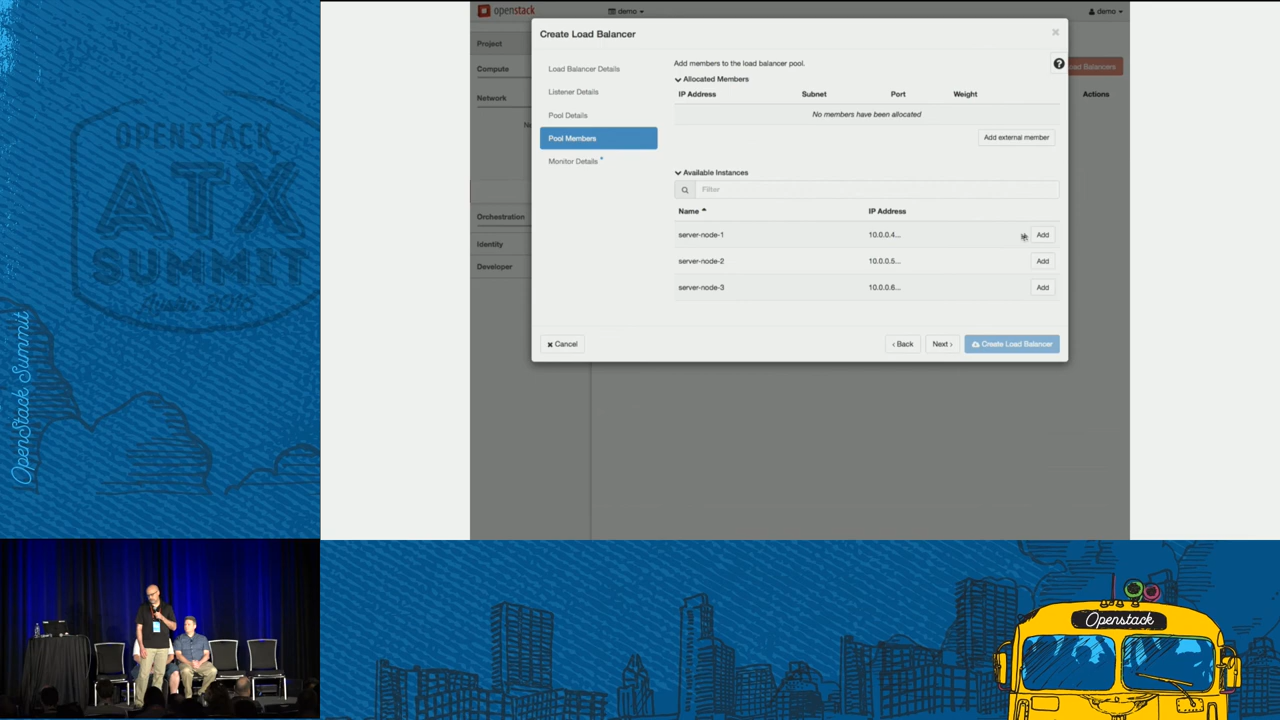 openstack
demo
demo
Create Load Balancer
×
Project
Compute
Network
Orchestration
Identity
Developer
Load Balancer Details
Listener Details
Pool Details
Pool Members
Monitor Details *
Add members to the load balancer pool.
?
Load Balancers
Actions
Allocated Members
IP Address Subnet Port Weight
No members have been allocated
Add external member
Available Instances
Filter
Name IP Address
server-node-1 10.0.0.4... Add
server-node-2 10.0.0.5... Add
server-node-3 10.0.0.6... Add
× Cancel
‹ Back
Next ›
Create Load Balancer
ATX
SUMMIT
OpenStack Summit
Openstack